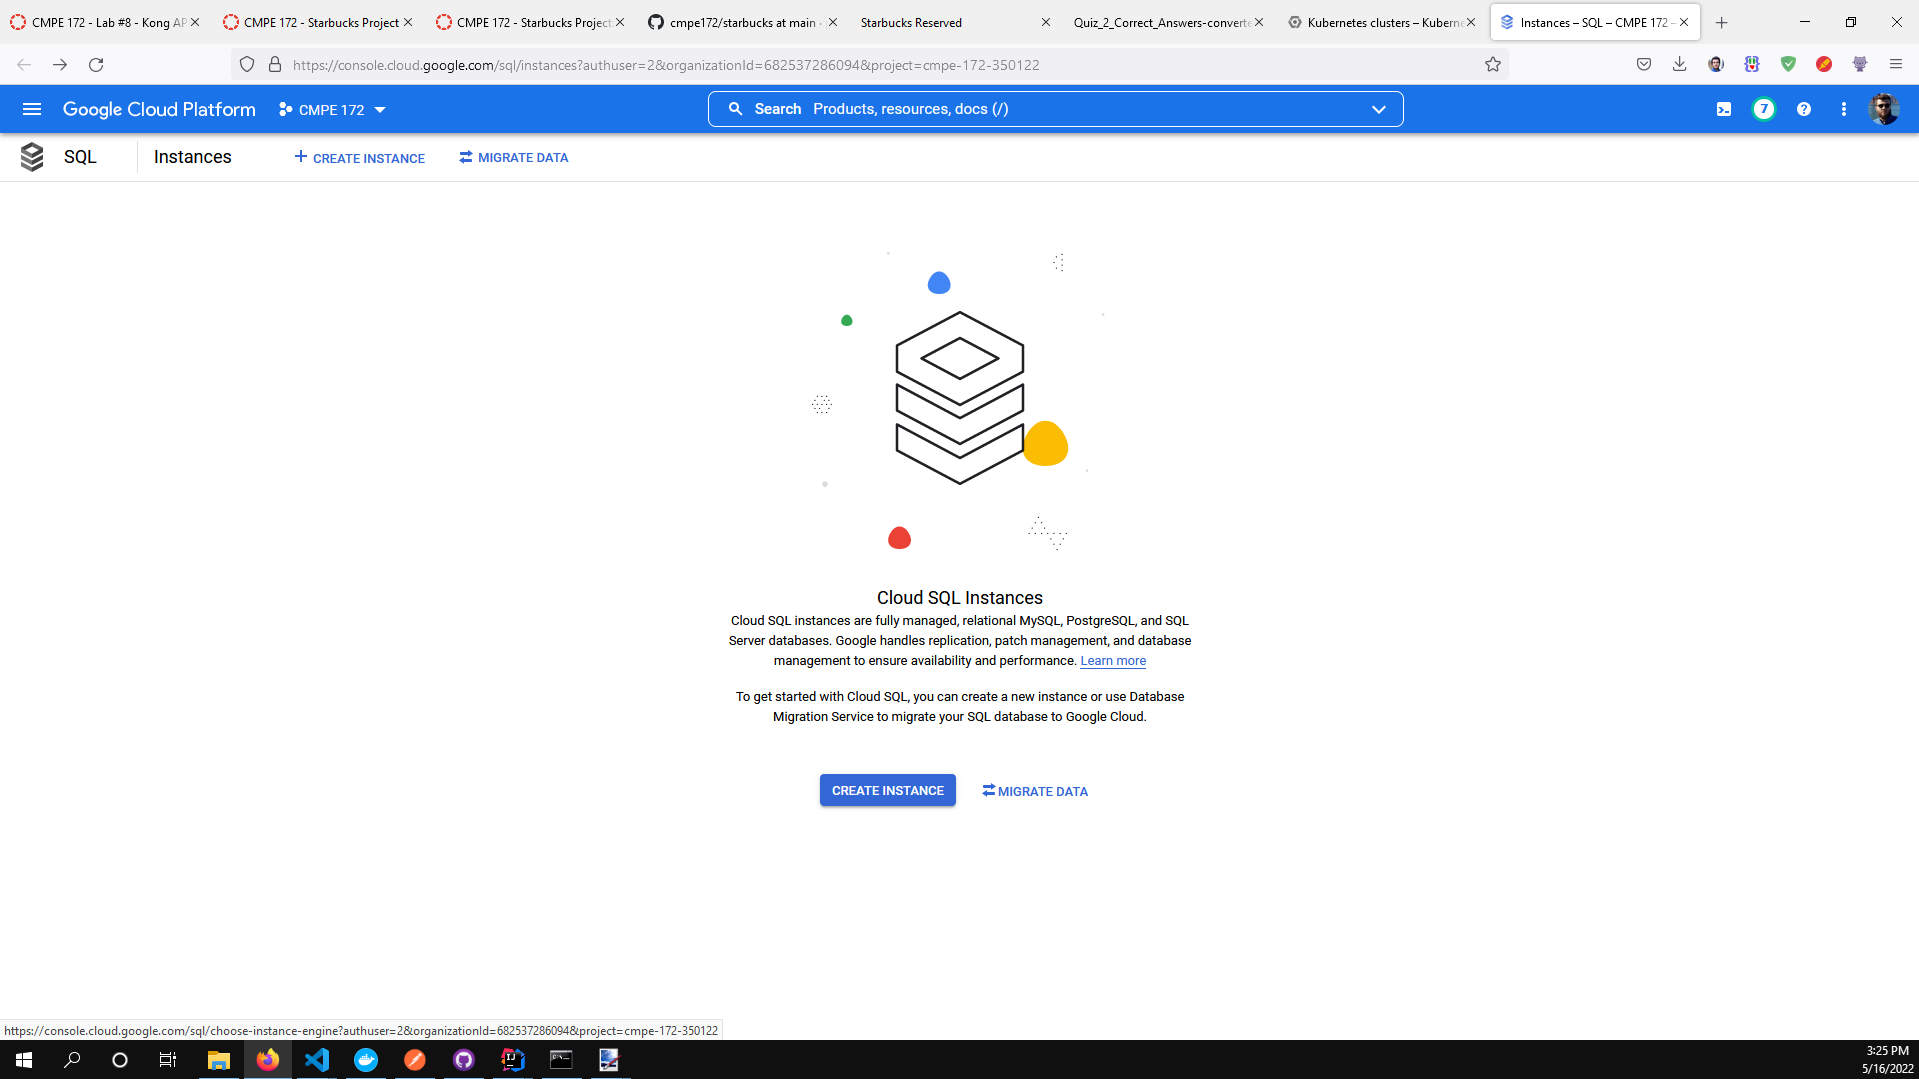 CMPE 172 - Lab #8 - Kong AP
CMPE 172 - Starbucks Project
CMPE 172 - Starbucks Project
cmpe172/starbucks at main ·
Starbucks Reserved
Quiz_2_Correct_Answers-converte
Kubernetes clusters – Kuberne
Instances – SQL – CMPE 172 –
https://console.cloud.google.com/sql/instances?authuser=2&organizationId=682537286094&project=cmpe-172-350122
Google Cloud Platform
CMPE 172
Search Products, resources, docs (/)
7
SQL
Instances
CREATE INSTANCE
MIGRATE DATA
Cloud SQL Instances
Cloud SQL instances are fully managed, relational MySQL, PostgreSQL, and SQL
Server databases. Google handles replication, patch management, and database
management to ensure availability and performance. Learn more
To get started with Cloud SQL, you can create a new instance or use Database
Migration Service to migrate your SQL database to Google Cloud.
CREATE INSTANCE
MIGRATE DATA
https://console.cloud.google.com/sql/choose-instance-engine?authuser=2&organizationId=682537286094&project=cmpe-172-350122
3:25 PM
5/16/2022